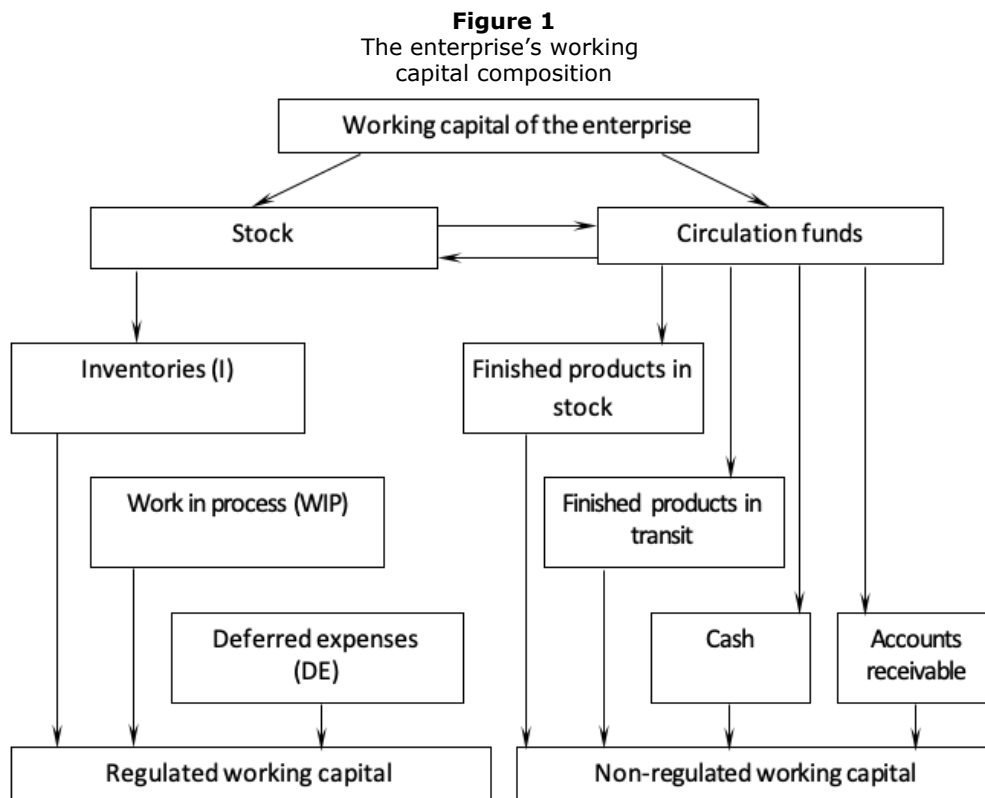 Figure 1
The enterprise’s working
capital composition
Working capital of the enterprise
Stock
Circulation funds
Inventories (I)
Finished products in
stock
Work in process (WIP)
Finished products in
transit
Deferred expenses
(DE)
Cash
Accounts
receivable
Regulated working capital
Non-regulated working capital